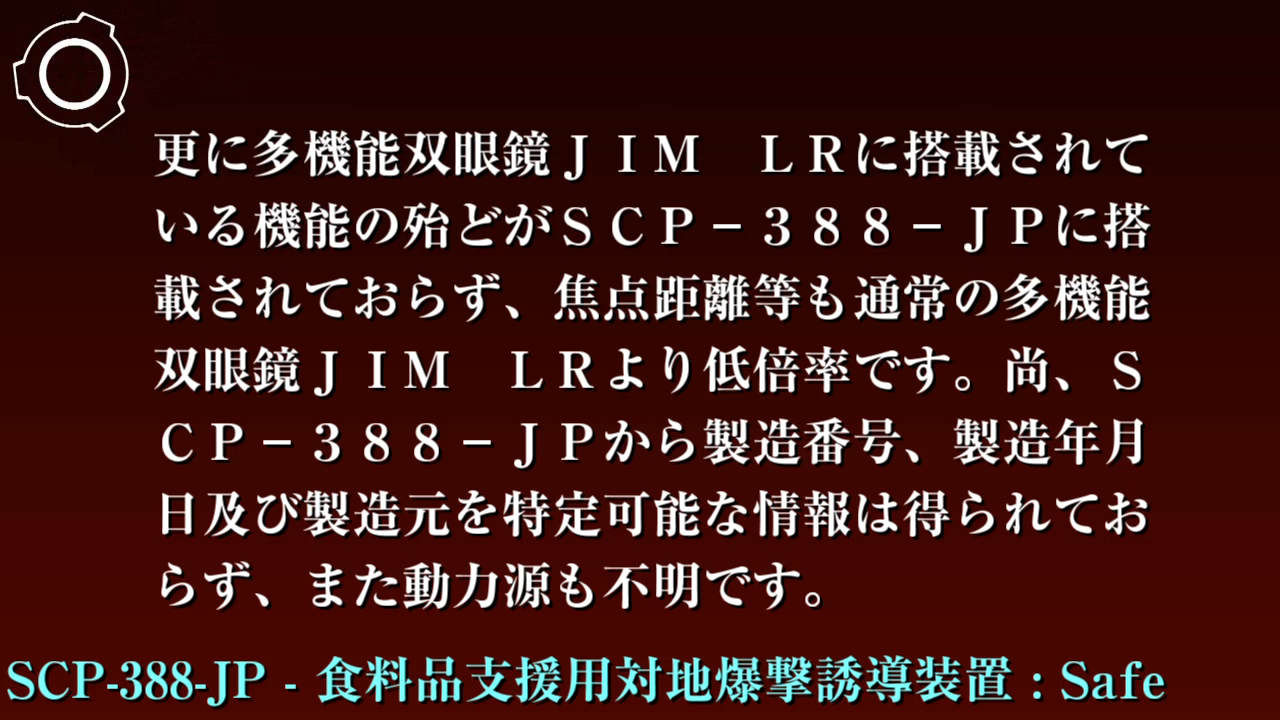 更に多機能双眼鏡ＪＩＭ　ＬＲに搭載されて
いる機能の殆どがＳＣＰ－３８８－ＪＰに搭
載されておらず、焦点距離等も通常の多機能
双眼鏡ＪＩＭ　ＬＲより低倍率です。尚、Ｓ
ＣＰ－３８８－ＪＰから製造番号、製造年月
日及び製造元を特定可能な情報は得られてお
らず、また動力源も不明です。
SCP-388-JP - 食料品支援用対地爆撃誘導装置 : Safe